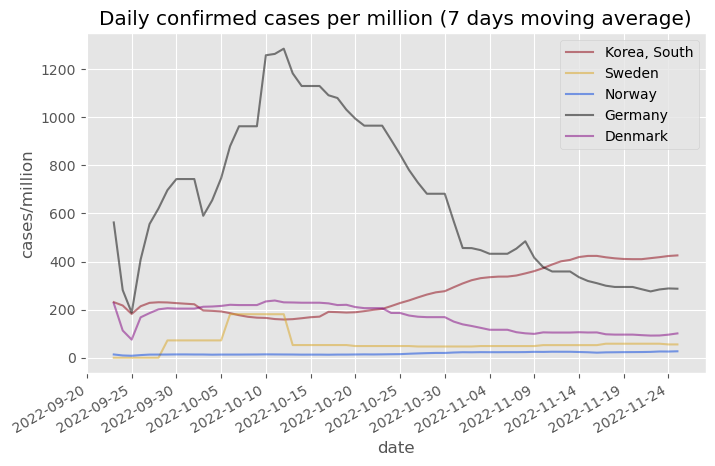 Daily confirmed cases per million (7 days moving average)
Korea, South
Sweden
Norway
Germany
Denmark
cases/million
1200
1000
800
600
400
200
0
2022-09-20
2022-09-25
2022-09-30
2022-10-05
2022-10-10
2022-10-15
2022-10-20
2022-10-25
2022-10-30
2022-11-04
2022-11-09
2022-11-14
2022-11-19
2022-11-24
date